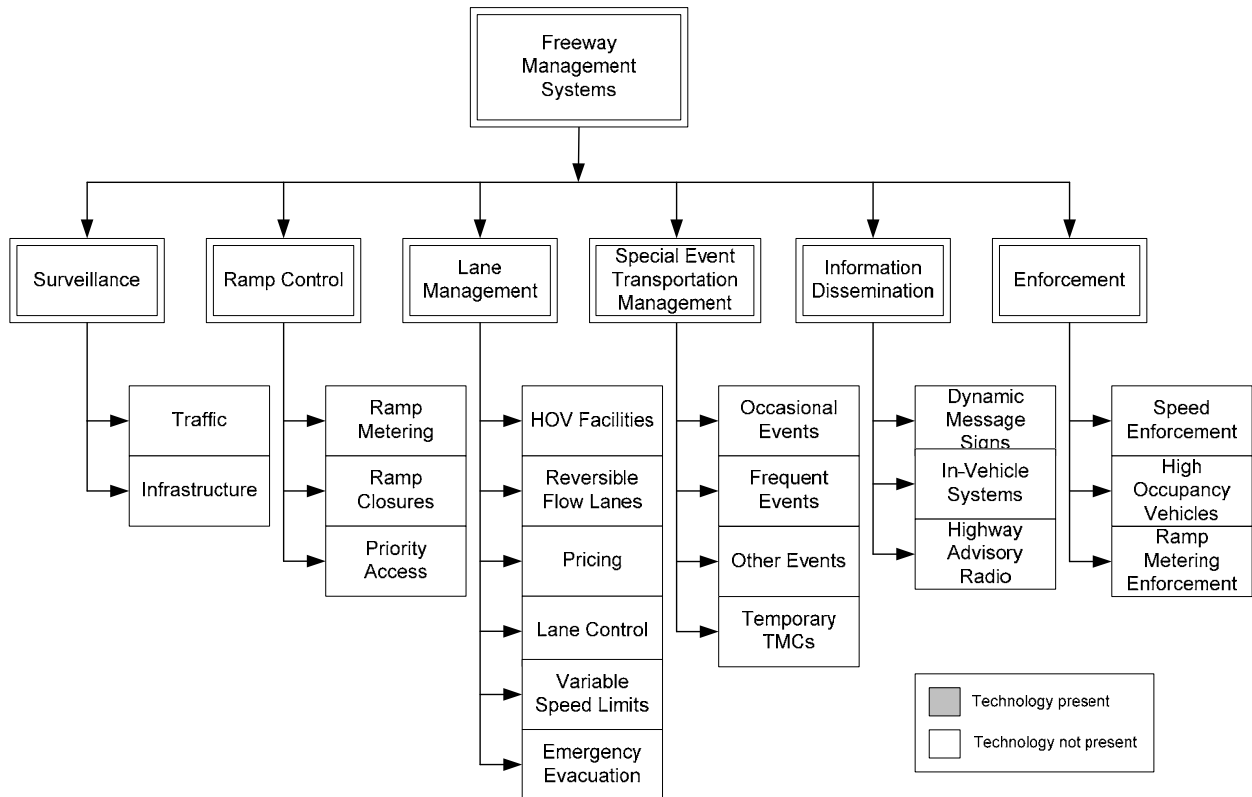 Freeway
Management
Systems
Surveillance
Ramp Control
Lane
Management
Special Event
Transportation
Management
Information
Dissemination
Enforcement
Traffic
Infrastructure
Ramp
Metering
Ramp
Closures
Priority
Access
HOV Facilities
Reversible
Flow Lanes
Pricing
Lane Control
Variable
Speed Limits
Emergency
Evacuation
Occasional
Events
Frequent
Events
Other Events
Temporary
TMCs
Dynamic
Message
Signs
In-Vehicle
Systems
Highway
Advisory
Radio
Speed
Enforcement
High
Occupancy
Vehicles
Ramp
Metering
Enforcement
Technology present
Technology not present